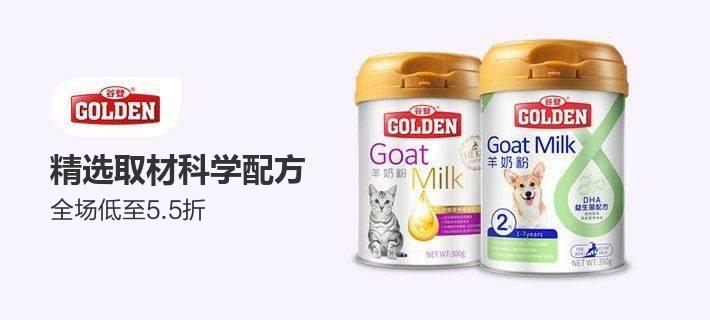 谷登
GOLDEN
精选取材科学配方
全场低至5.5折
谷登
GOLDEN
Goat
羊奶粉
Milk
NET WT:300g
谷登
GOLDEN
Goat Milk
羊奶粉
DHA
益生菌配方
2
1-7years
NET WT:350g